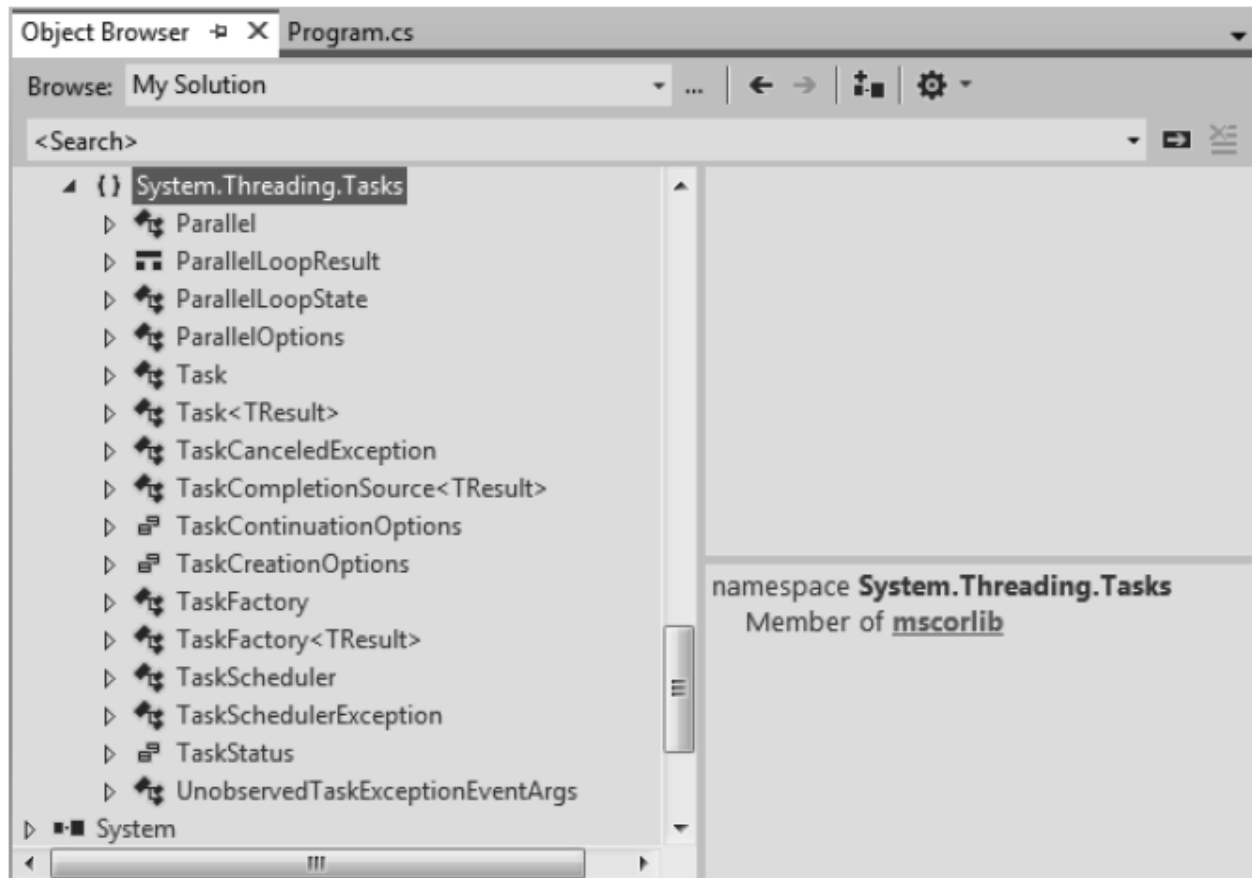 Object Browser Program.cs
Browse: My Solution ...
<Search>
{} System.Threading.Tasks
Parallel
ParallelLoopResult
ParallelLoopState
ParallelOptions
Task
Task<TResult>
TaskCanceledException
TaskCompletionSource<TResult>
TaskContinuationOptions
TaskCreationOptions
TaskFactory
TaskFactory<TResult>
TaskScheduler
TaskSchedulerException
TaskStatus
UnobservedTaskExceptionEventArgs
System
namespace System.Threading.Tasks
Member of mscorlib